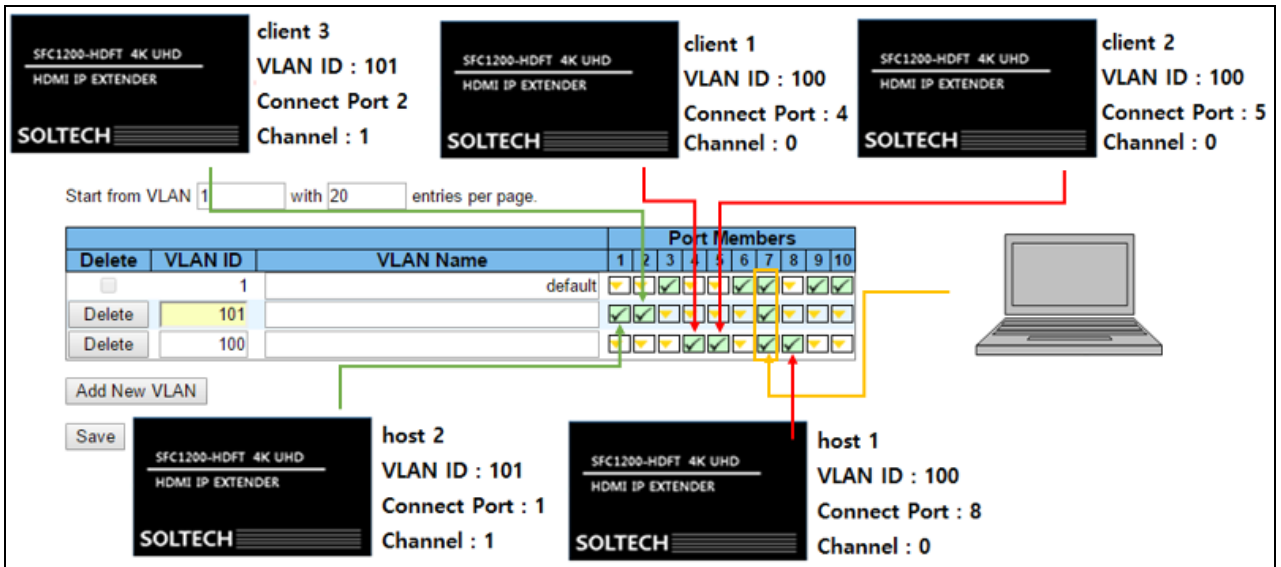 SFC1200-HDFT 4K UHD
HDMI IP EXTENDER
SOLTECH
client 3
VLAN ID : 101
Connect Port 2
Channel : 1
SFC1200-HDFT 4K UHD
HDMI IP EXTENDER
SOLTECH
client 1
VLAN ID : 100
Connect Port : 4
Channel : 0
SFC1200-HDFT 4K UHD
HDMI IP EXTENDER
SOLTECH
client 2
VLAN ID : 100
Connect Port : 5
Channel : 0
Start from VLAN 1 with 20 entries per page.
Port Members
Delete VLAN ID VLAN Name 1 2 3 4 5 6 7 8 9 10
1 default
Delete 101
Delete 100
Add New VLAN
Save
SFC1200-HDFT 4K UHD
HDMI IP EXTENDER
SOLTECH
host 2
VLAN ID : 101
Connect Port : 1
Channel : 1
SFC1200-HDFT 4K UHD
HDMI IP EXTENDER
SOLTECH
host 1
VLAN ID : 100
Connect Port : 8
Channel : 0